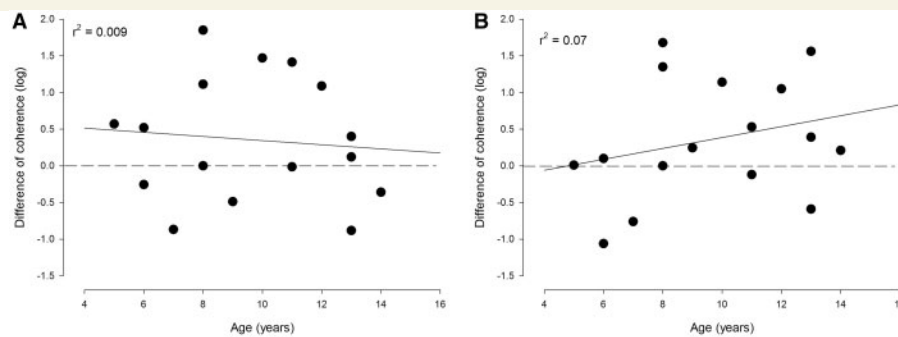 A
r² = 0.009
2.0
1.5
1.0
0.5
0.0
-0.5
-1.0
-1.5
Difference of coherence (log)
4 6 8 10 12 14 16
Age (years)
B
r² = 0.07
2.0
1.5
1.0
0.5
0.0
-0.5
-1.0
-1.5
Difference of coherence (log)
4 6 8 10 12 14
Age (years)